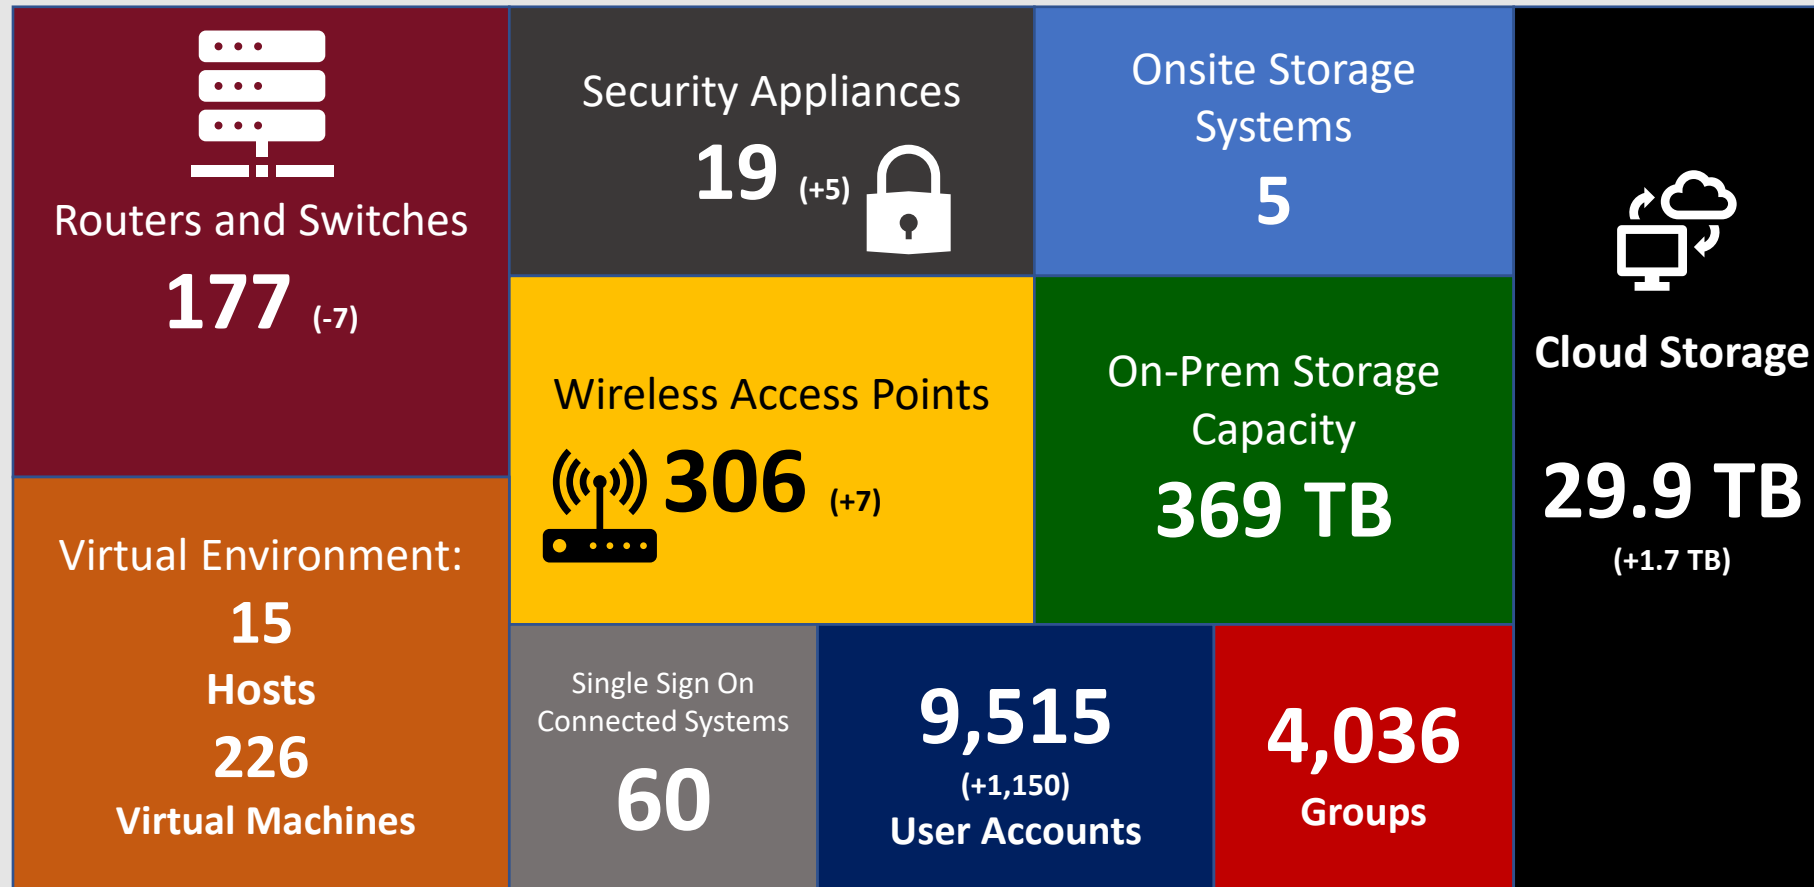 Routers and Switches
177 (-7)
Virtual Environment:
15
Hosts
226
Virtual Machines
Security Appliances
19 (+5)
Wireless Access Points
306 (+7)
Onsite Storage
Systems
5
On-Prem Storage
Capacity
369 TB
Single Sign On
Connected Systems
60
9,515
(+1,150)
User Accounts
4,036
Groups
Cloud Storage
29.9 TB
(+1.7 TB)